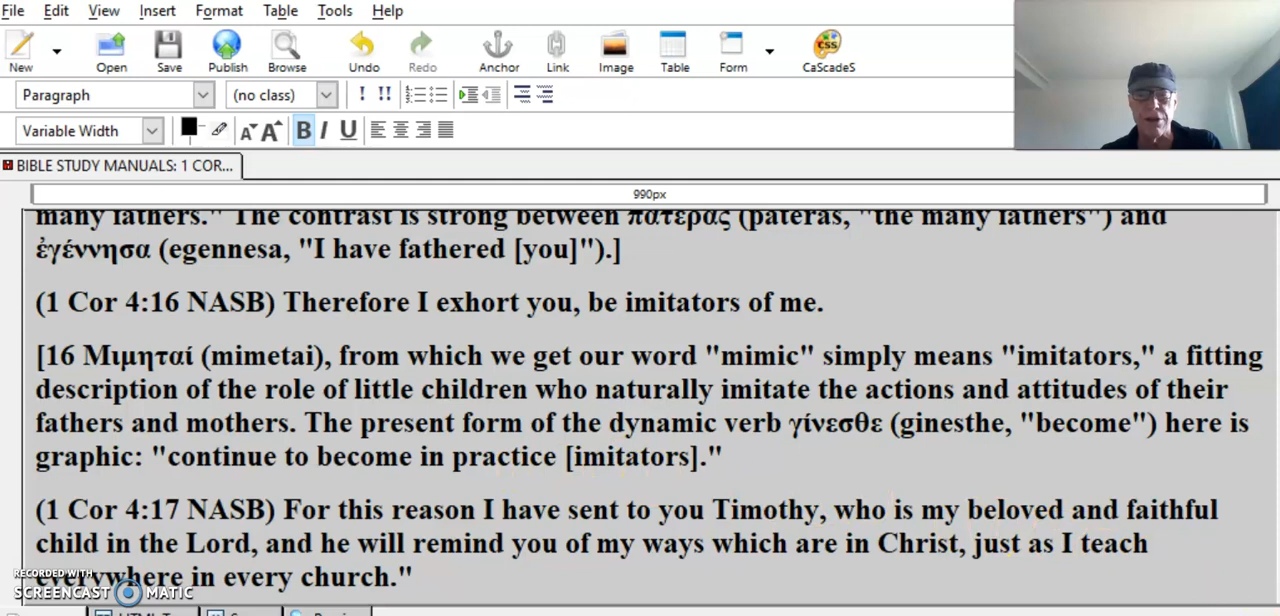 File Edit View Insert Format Table Tools Help
New Open Save Publish Browse Undo Redo Anchor Link Image Table Form CaScadeS
CSS
Paragraph (no class) ! !!
Variable Width A A B I U
BIBLE STUDY MANUALS: 1 COR...
990px
many fathers." The contrast is strong between πατέρας (pateras, "the many fathers") and
ἐγέννησα (egennesa, "I have fathered [you]").]
(1 Cor 4:16 NASB) Therefore I exhort you, be imitators of me.
[16 Μιμηταί (mimetai), from which we get our word "mimic" simply means "imitators," a fitting
description of the role of little children who naturally imitate the actions and attitudes of their
fathers and mothers. The present form of the dynamic verb γίνεσθε (ginesthe, "become") here is
graphic: "continue to become in practice [imitators]."
(1 Cor 4:17 NASB) For this reason I have sent to you Timothy, who is my beloved and faithful
child in the Lord, and he will remind you of my ways which are in Christ, just as I teach
everywhere in every church."
RECORDED WITH
SCREENCAST MATIC